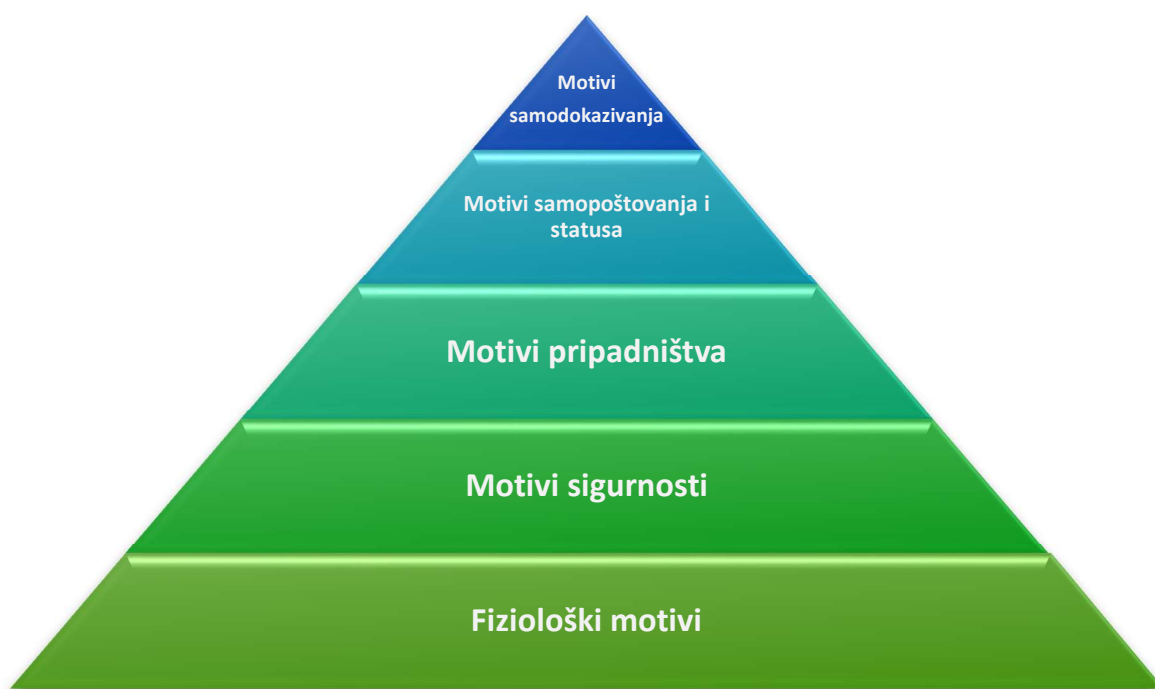 Motivi
samodokazivanja
Motivi samopoštovanja i
statusa
Motivi pripadništva
Motivi sigurnosti
Fiziološki motivi